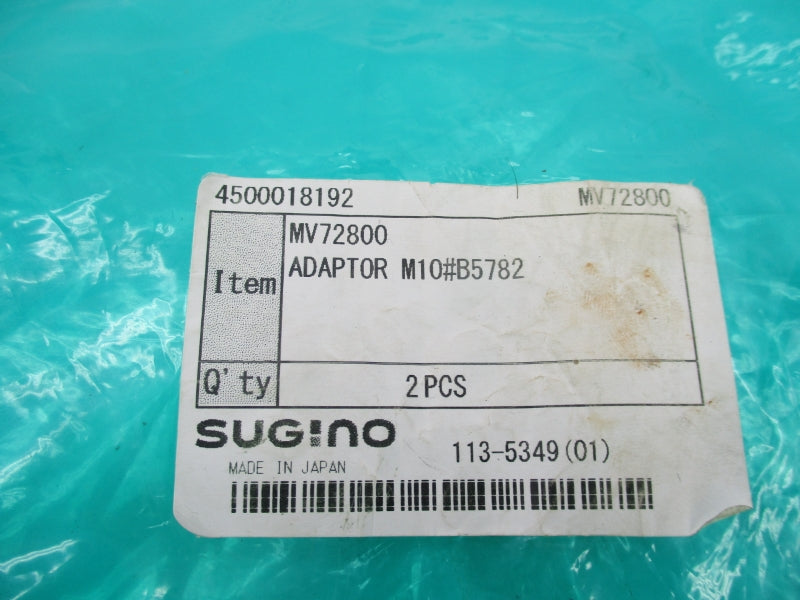 4500018192 MV72800
Item MV72800
ADAPTOR M10#B5782
Q'ty 2PCS
SUGINO 113-5349(01)
MADE IN JAPAN